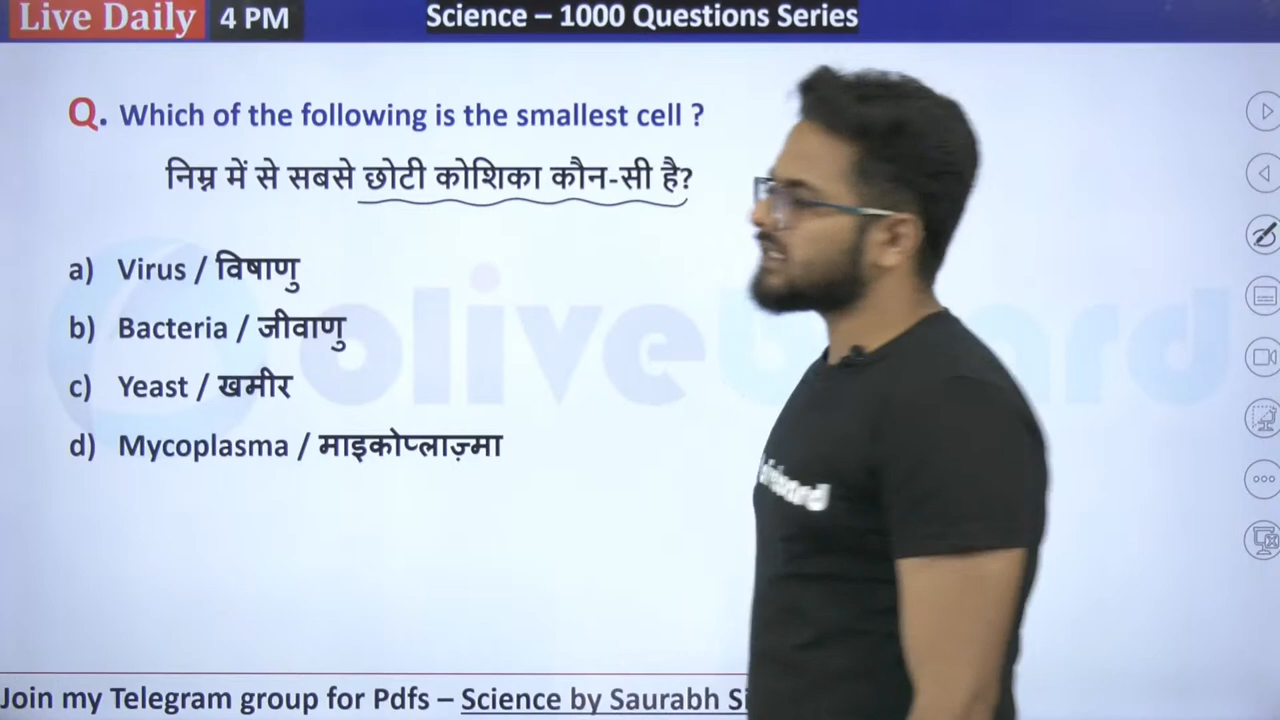 Live Daily 4 PM Science – 1000 Questions Series
Q. Which of the following is the smallest cell ?
निम्न में से सबसे छोटी कोशिका कौन-सी है?
a) Virus / विषाणु
b) Bacteria / जीवाणु
c) Yeast / खमीर
d) Mycoplasma / माइकोप्लाज़्मा
Join my Telegram group for Pdfs – Science by Saurabh